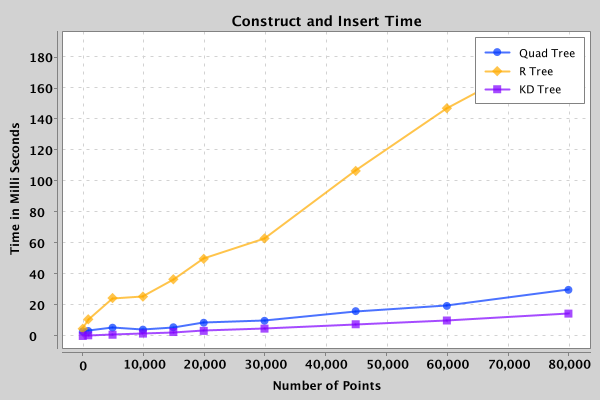 Construct and Insert Time
Quad Tree
R Tree
KD Tree
Time in Milli Seconds
180
160
140
120
100
80
60
40
20
0
0 10,000 20,000 30,000 40,000 50,000 60,000 70,000 80,000
Number of Points